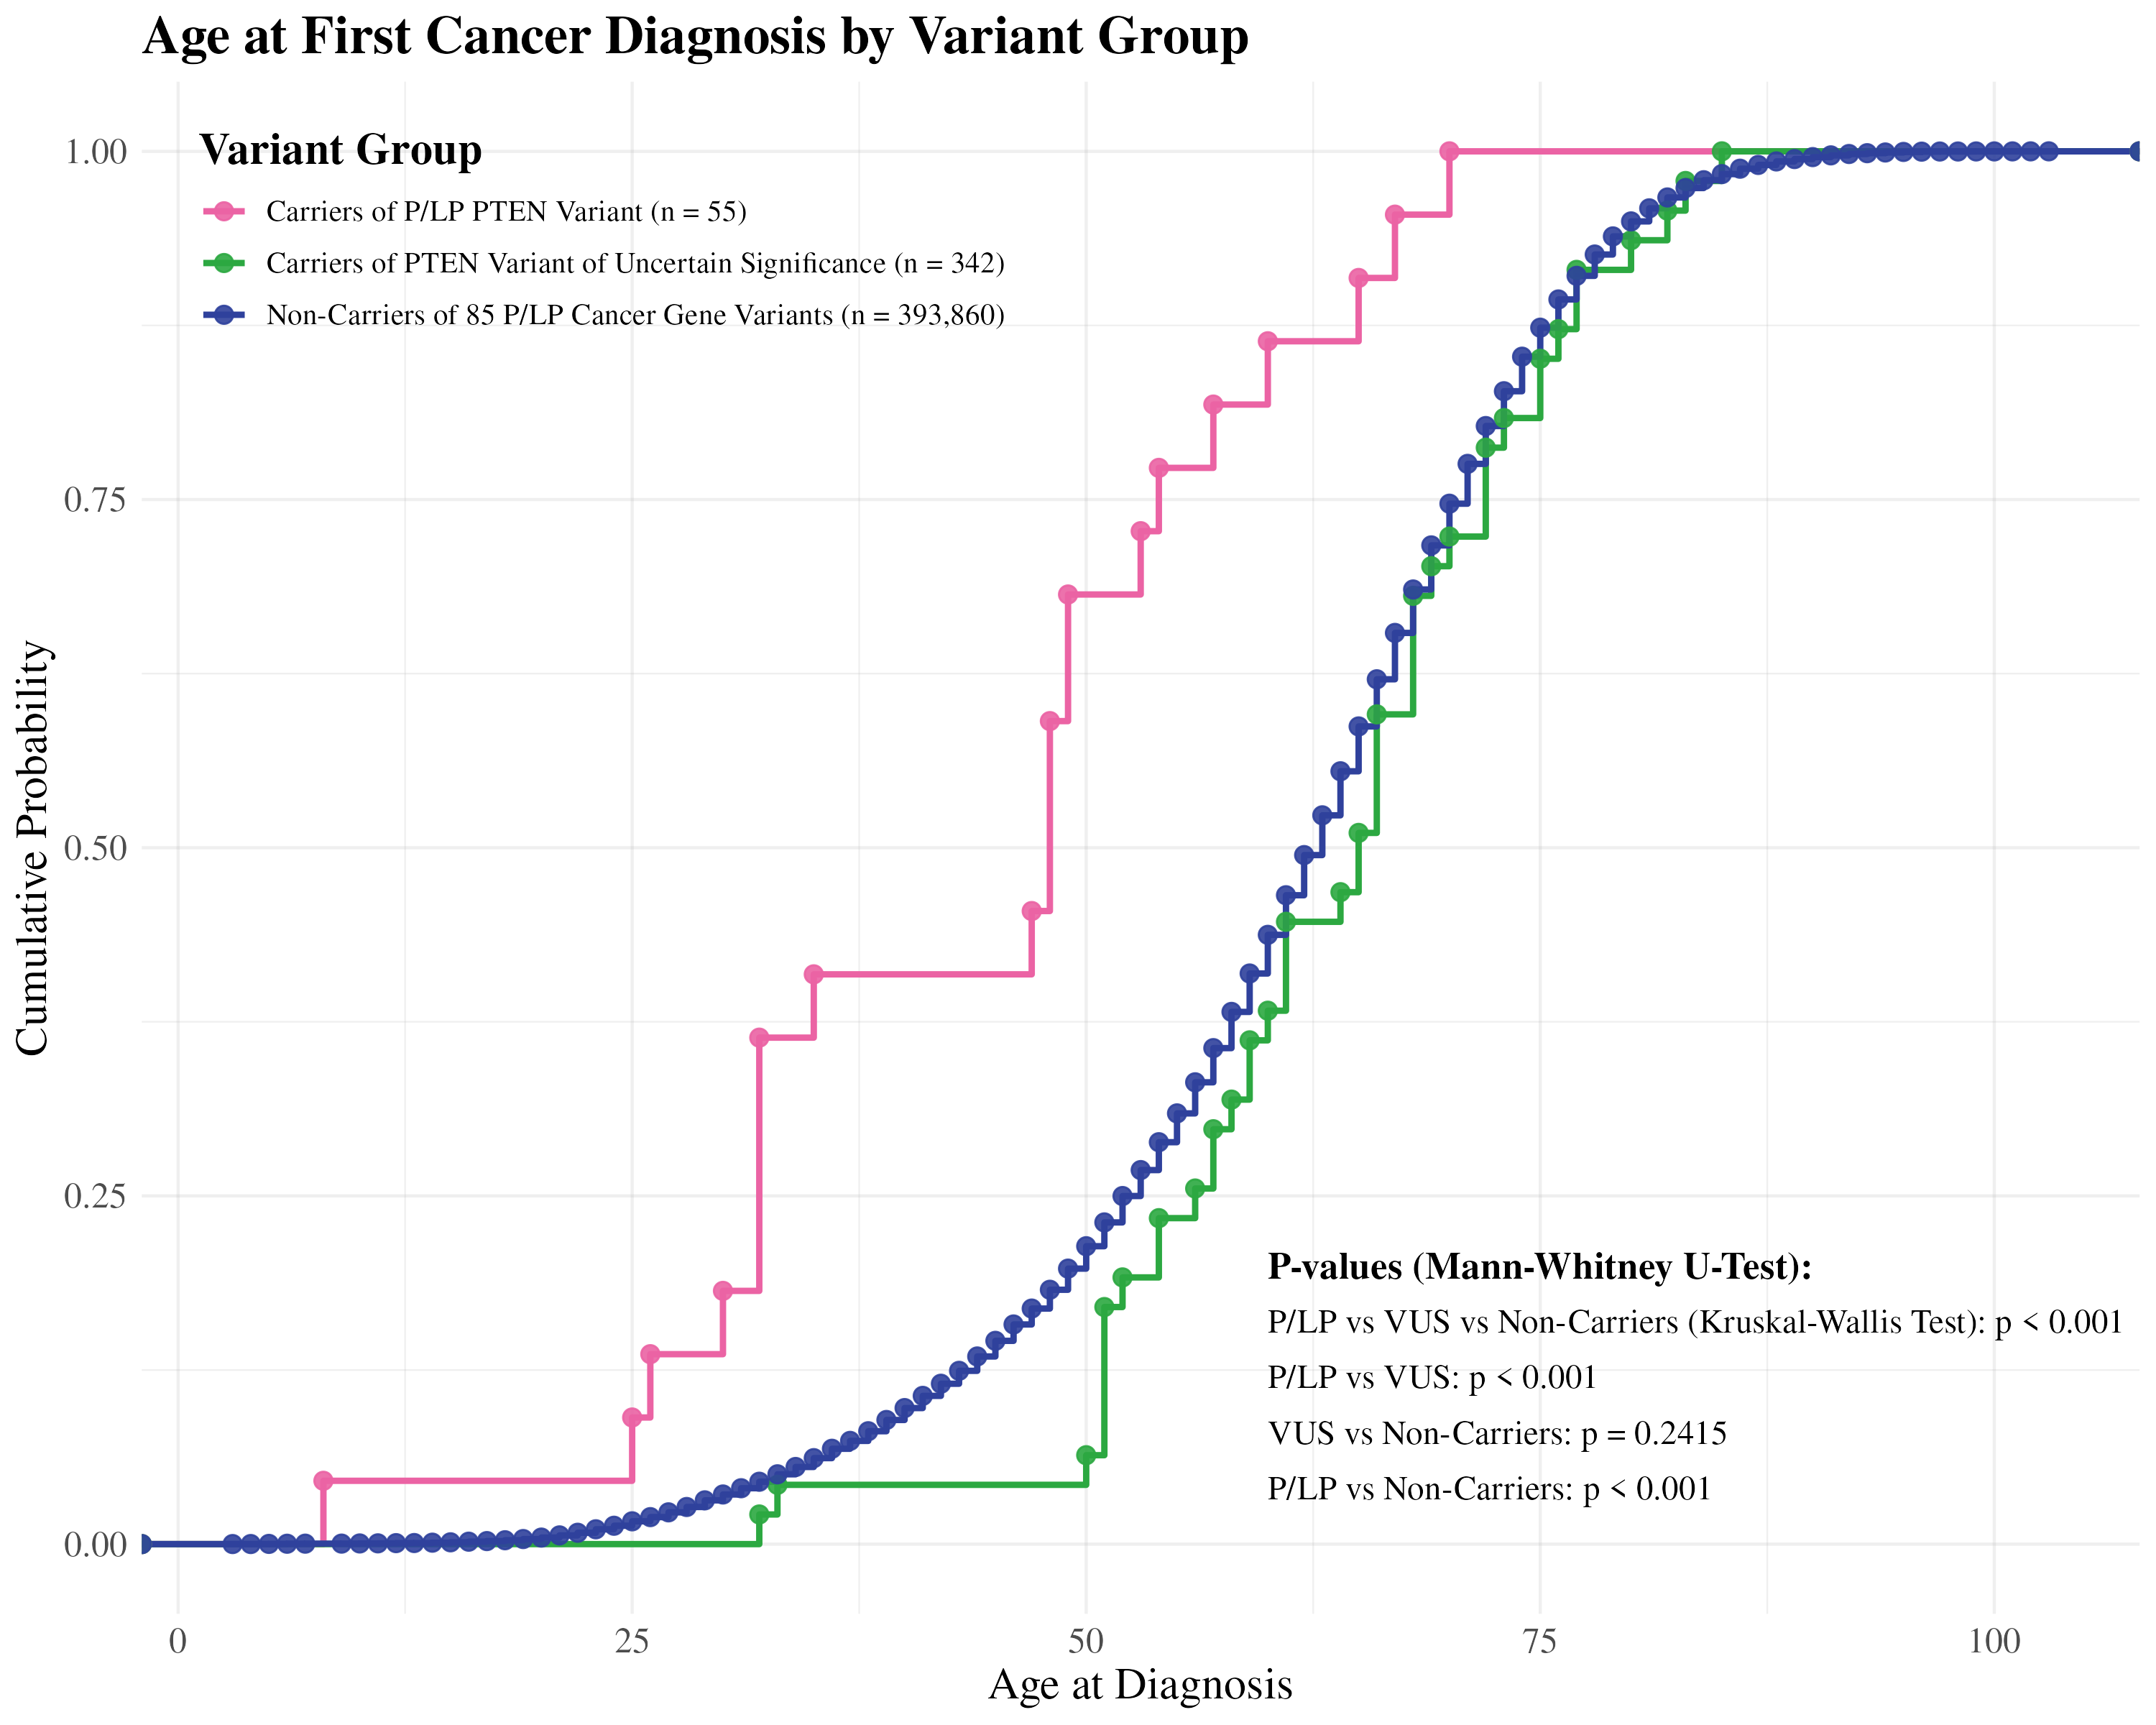 Age at First Cancer Diagnosis by Variant Group
Variant Group
Carriers of P/LP PTEN Variant (n = 55)
Carriers of PTEN Variant of Uncertain Significance (n = 342)
Non-Carriers of 85 P/LP Cancer Gene Variants (n = 393,860)
Cumulative Probability
1.00
0.75
0.50
0.25
0.00
P-values (Mann-Whitney U-Test):
P/LP vs VUS vs Non-Carriers (Kruskal-Wallis Test): p < 0.001
P/LP vs VUS: p < 0.001
VUS vs Non-Carriers: p = 0.2415
P/LP vs Non-Carriers: p < 0.001
0 25 50 75 100
Age at Diagnosis